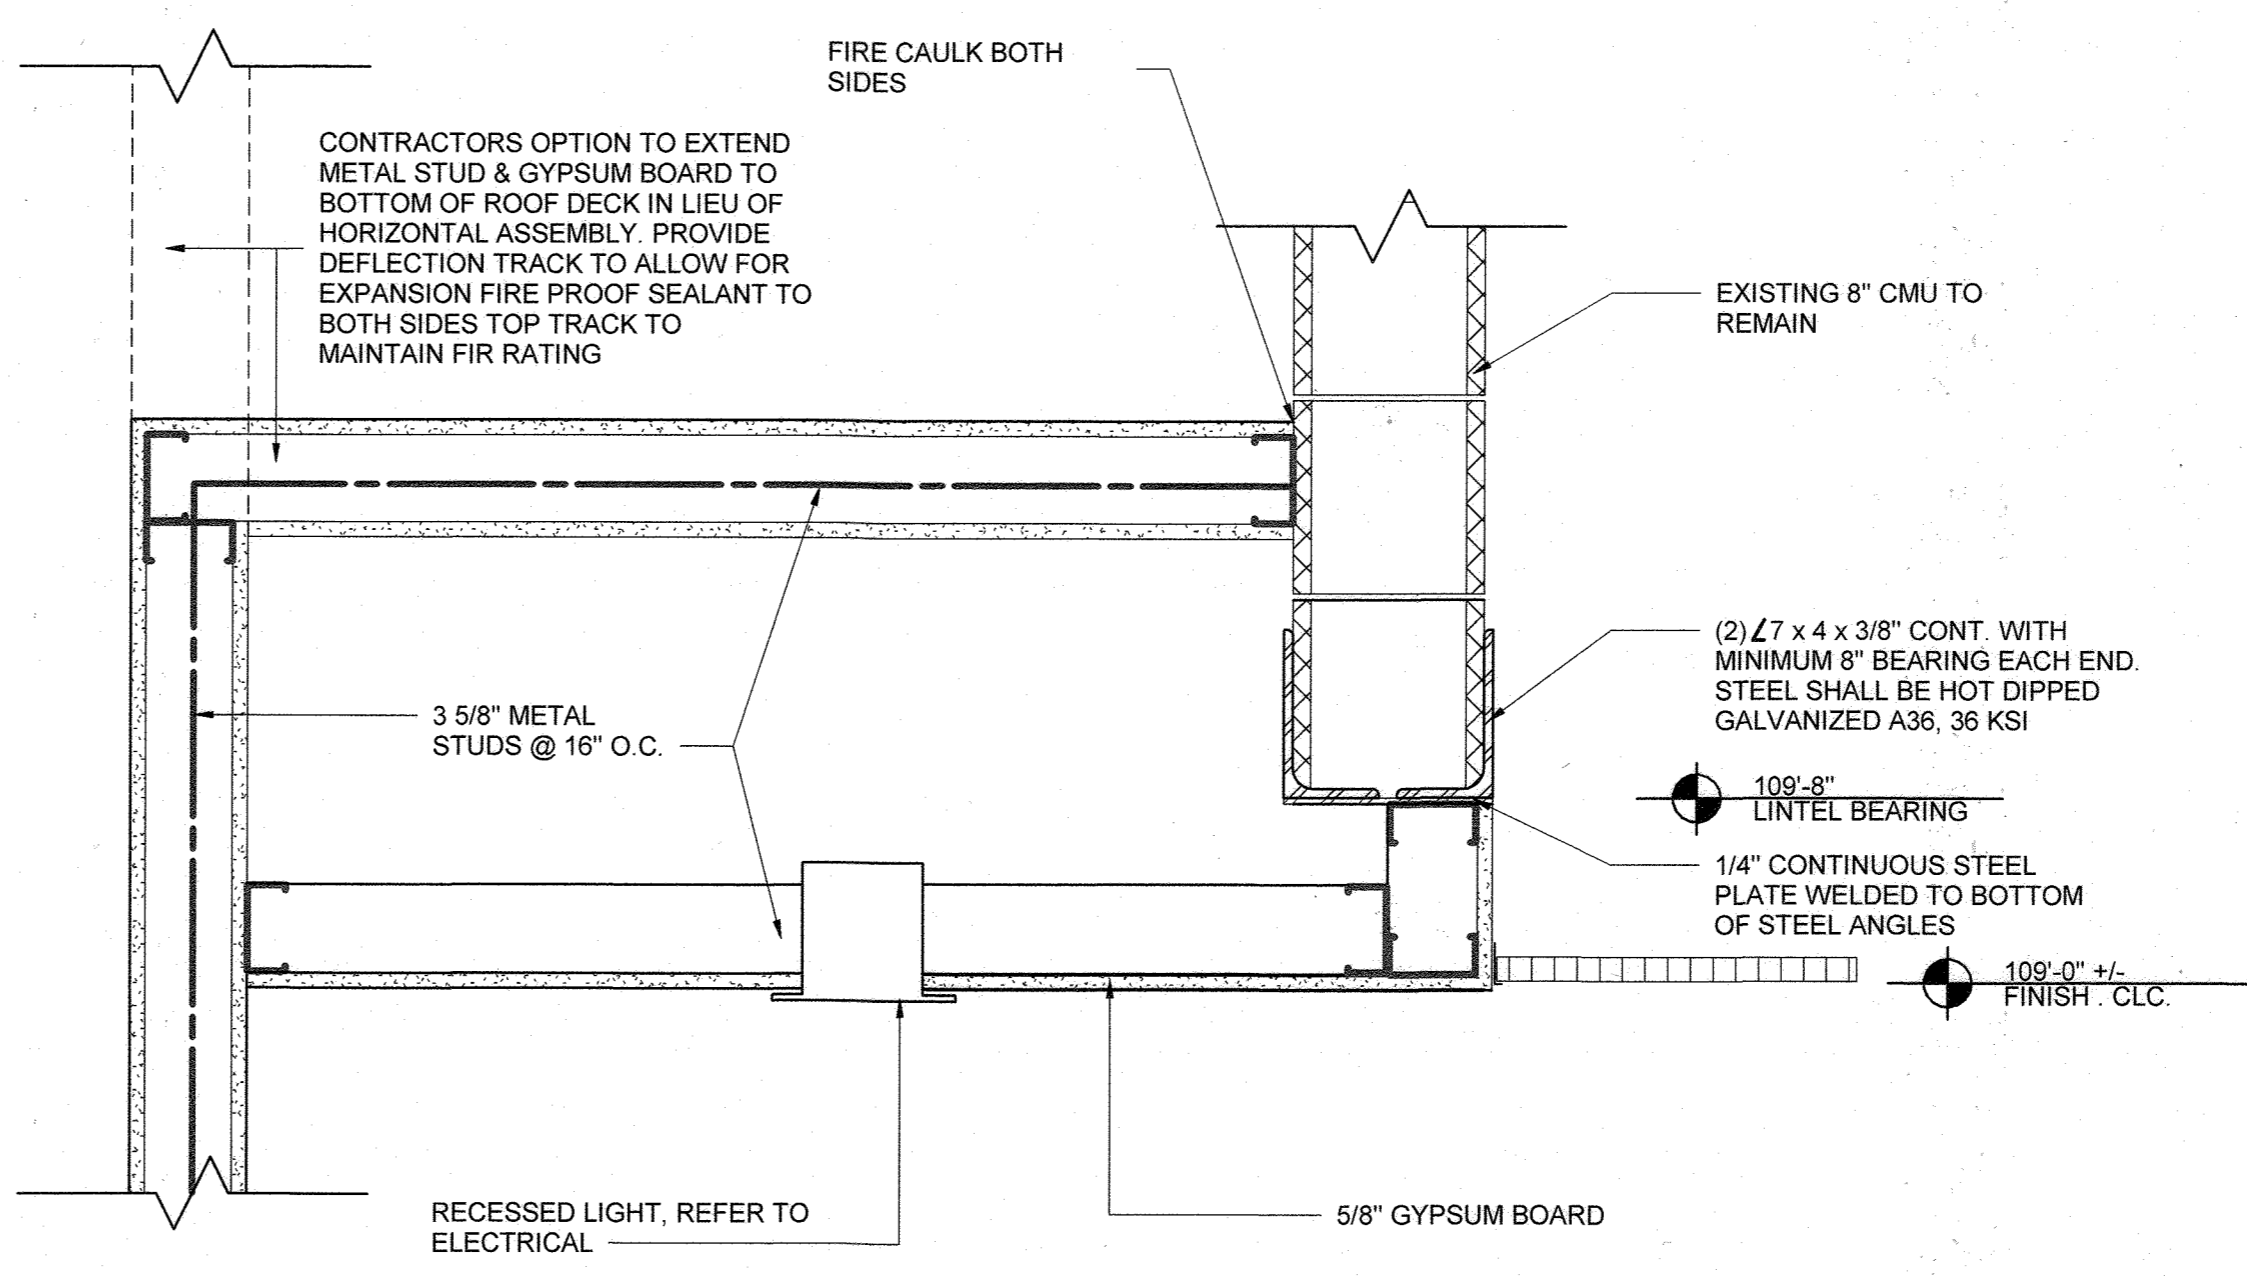 FIRE CAULK BOTH
SIDES
CONTRACTORS OPTION TO EXTEND
METAL STUD & GYPSUM BOARD TO
BOTTOM OF ROOF DECK IN LIEU OF
HORIZONTAL ASSEMBLY. PROVIDE
DEFLECTION TRACK TO ALLOW FOR
EXPANSION FIRE PROOF SEALANT TO
BOTH SIDES TOP TRACK TO
MAINTAIN FIR RATING
EXISTING 8" CMU TO
REMAIN
(2)∠7 x 4 x 3/8" CONT. WITH
MINIMUM 8" BEARING EACH END.
STEEL SHALL BE HOT DIPPED
GALVANIZED A36, 36 KSI
3 5/8" METAL
STUDS @ 16" O.C.
109'-8"
LINTEL BEARING
1/4" CONTINUOUS STEEL
PLATE WELDED TO BOTTOM
OF STEEL ANGLES
109'-0" +/-
FINISH . CLC.
RECESSED LIGHT, REFER TO
ELECTRICAL
5/8" GYPSUM BOARD